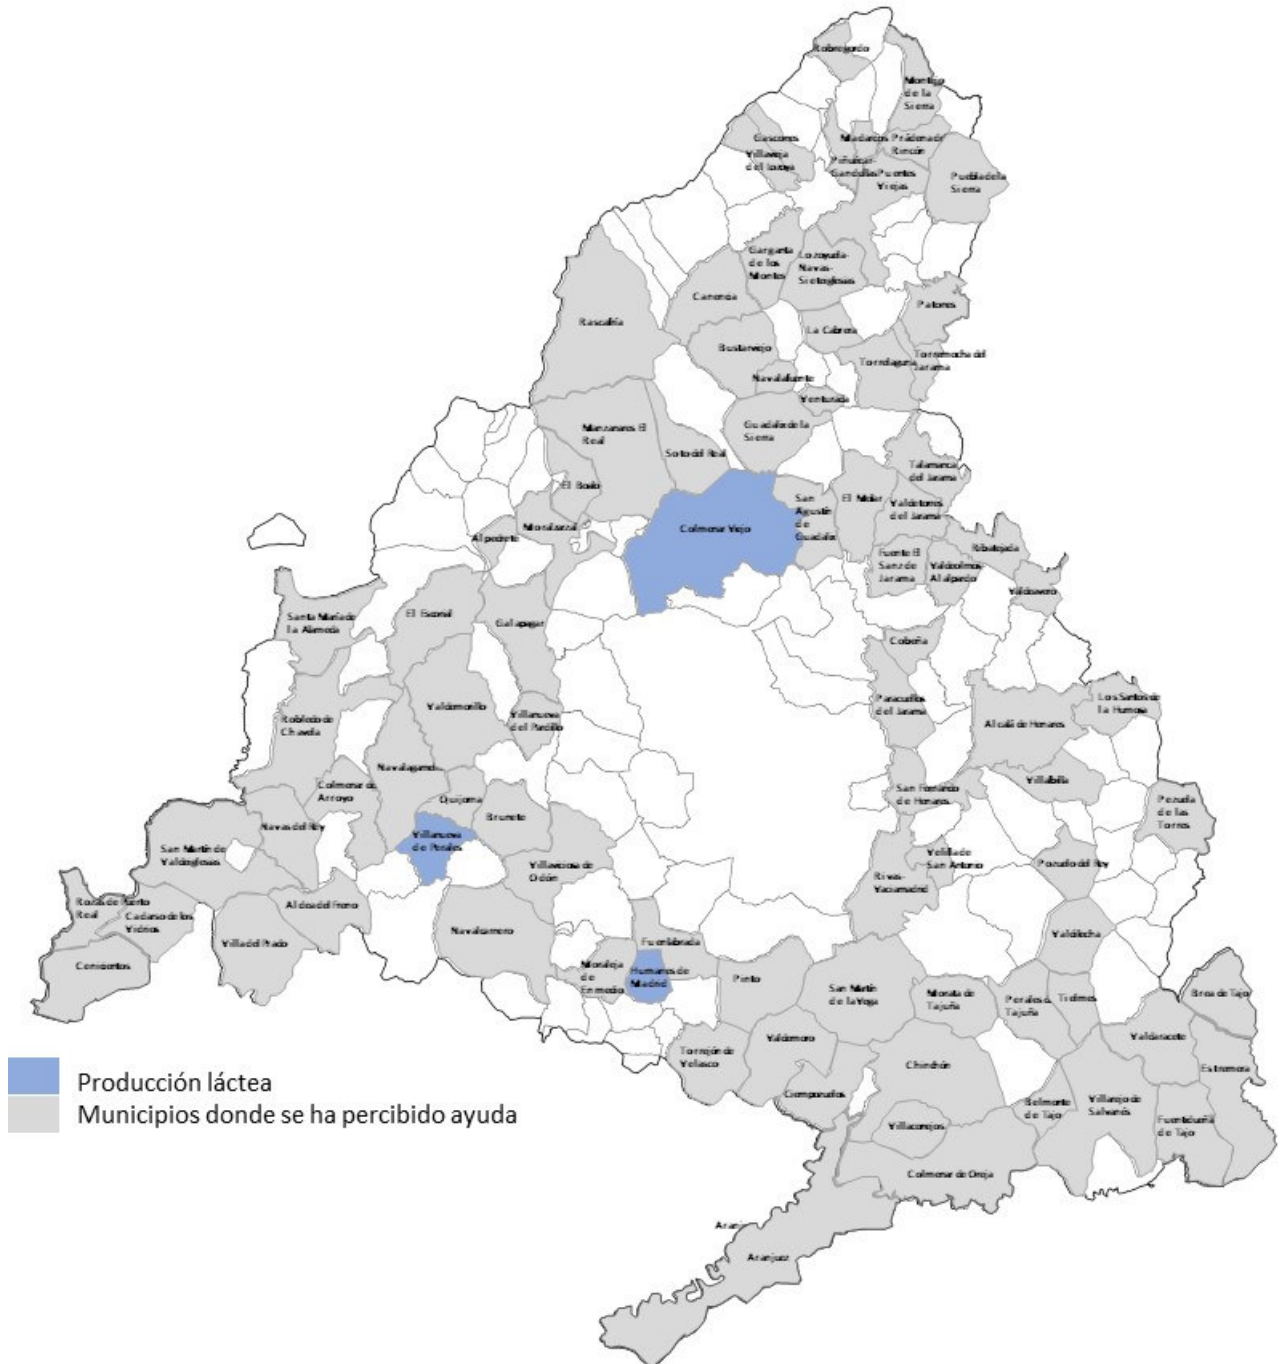 Robregordo
Montejo
de la
Sierra
Gascones
Madarcos
Prádena del
Rincón
Villavieja
del Lozoya
Piñuécar-
Gandullas
Puentes
Viejas
Puebla de la
Sierra
Garganta
de los
Montes
Lozoyuela-
Navas-
Sieteiglesias
Canencia
Patones
Rascafría
La Cabrera
Bustarviejo
Torrelaguna
Torremocha del
Jarama
Navalafuente
Venturada
Manzanares El
Real
Guadalix de la
Sierra
Soto del Real
Talamanca
del Jarama
El Boalo
San
Agustín
de
Guadalix
El Molar
Valdetorres
del Jarama
Colmenar Viejo
Moralzarzal
Alpedrete
Ribatejada
Fuente El
Sanz de
Jarama
Valdeolmos-
Alalpardo
Valdeavero
Santa María de
la Alameda
El Escorial
Galapagar
Cobeña
Paracuellos
del Jarama
Los Santos de
la Humosa
Valdemorillo
Villanueva
del Pardillo
Robledo de
Chavela
Alcalá de Henares
Navalagamella
Villalbilla
Colmenar de
Arroyo
San Fernando
de Henares
Quijorna
Brunete
Pezuela
de las
Torres
Navas del Rey
Villanueva
de Perales
San Martín de
Valdeiglesias
Velilla de
San Antonio
Villaviciosa de
Odón
Pozuelo del Rey
Rivas-
Vaciamadrid
Rozas de Puerto
Real
Cadalso de los
Vidrios
Aldea del Fresno
Navalcarnero
Valdilecha
Villa del Prado
Fuenlabrada
Cenicientos
Moraleja
de
Enmedio
Humanes de
Madrid
Pinto
San Martín
de la Vega
Morata de
Tajuña
Perales de
Tajuña
Tielmes
Brea de Tajo
Valdemoro
Valdaracete
Torrejón de
Velasco
Chinchón
Estremera
Producción láctea
Ciempozuelos
Belmonte
de Tajo
Villarejo de
Salvanés
Municipios donde se ha percibido ayuda
Villaconejos
Fuentidueña
de Tajo
Colmenar de Oreja
Aranj
Aranjuez